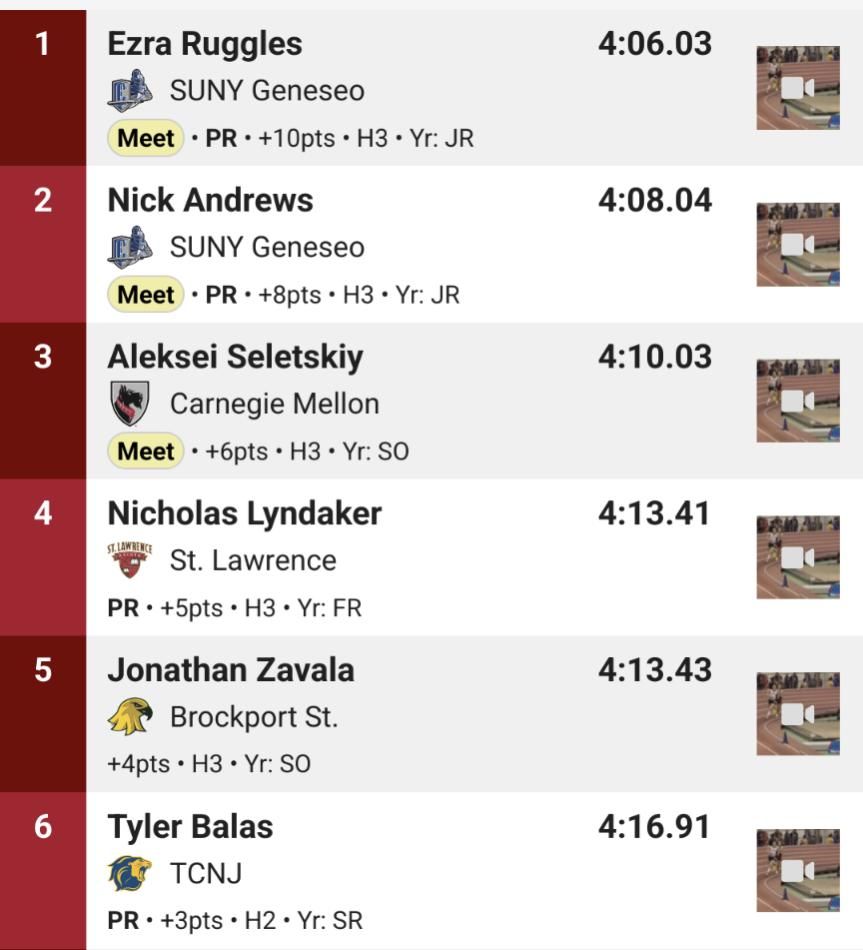 1
Ezra Ruggles 4:06.03
SUNY Geneseo
Meet • PR • +10pts • H3 • Yr: JR
2
Nick Andrews 4:08.04
SUNY Geneseo
Meet • PR • +8pts • H3 • Yr: JR
3
Aleksei Seletskiy 4:10.03
Carnegie Mellon
Meet • +6pts • H3 • Yr: SO
4
Nicholas Lyndaker 4:13.41
ST. LAWRENCE
St. Lawrence
PR • +5pts • H3 • Yr: FR
5
Jonathan Zavala 4:13.43
Brockport St.
+4pts • H3 • Yr: SO
6
Tyler Balas 4:16.91
TCNJ
PR • +3pts • H2 • Yr: SR